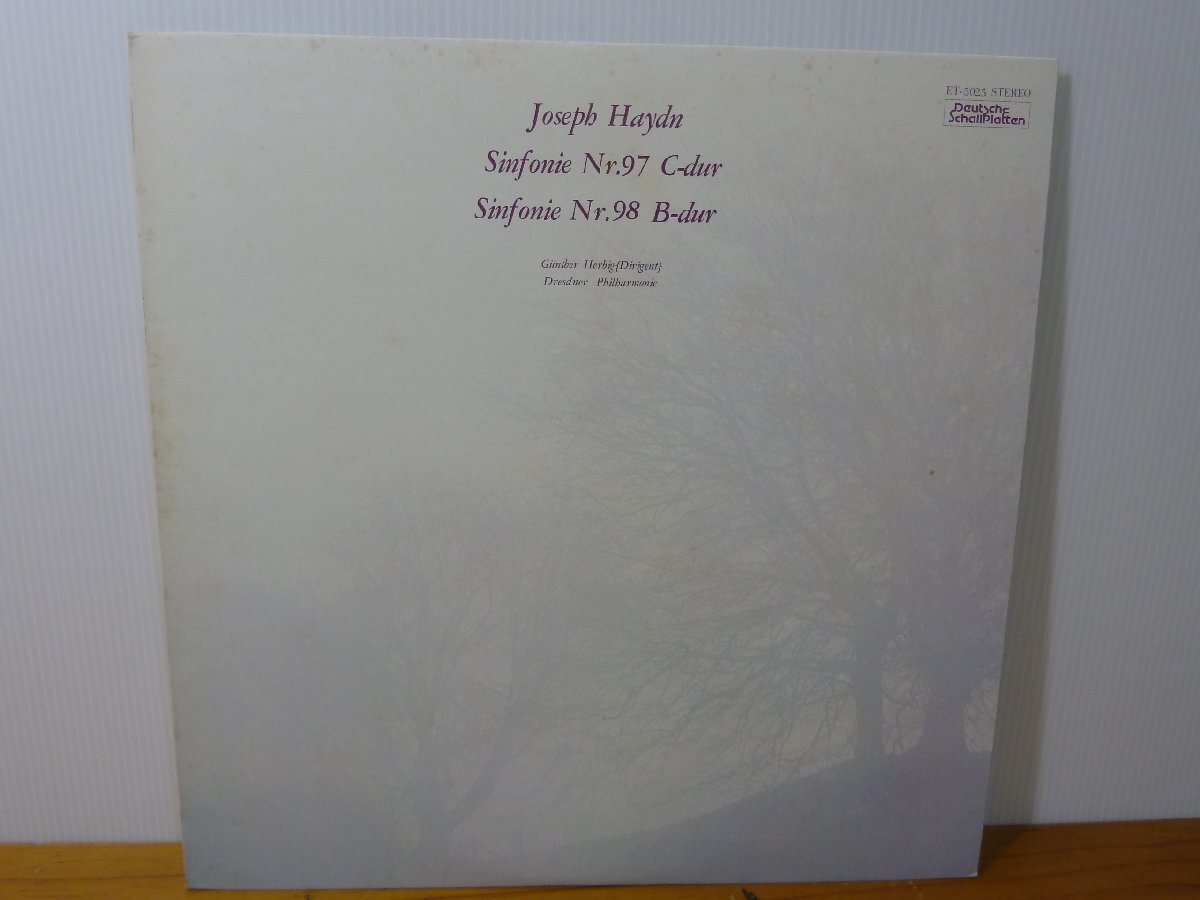 Joseph Haydn
Sinfonie Nr.97 C-dur
Sinfonie Nr.98 B-dur
Günther Herbig{Dirigent}
Dresdner Philharmonie
ET-5025 STEREO
Deutsche
Schallplatten